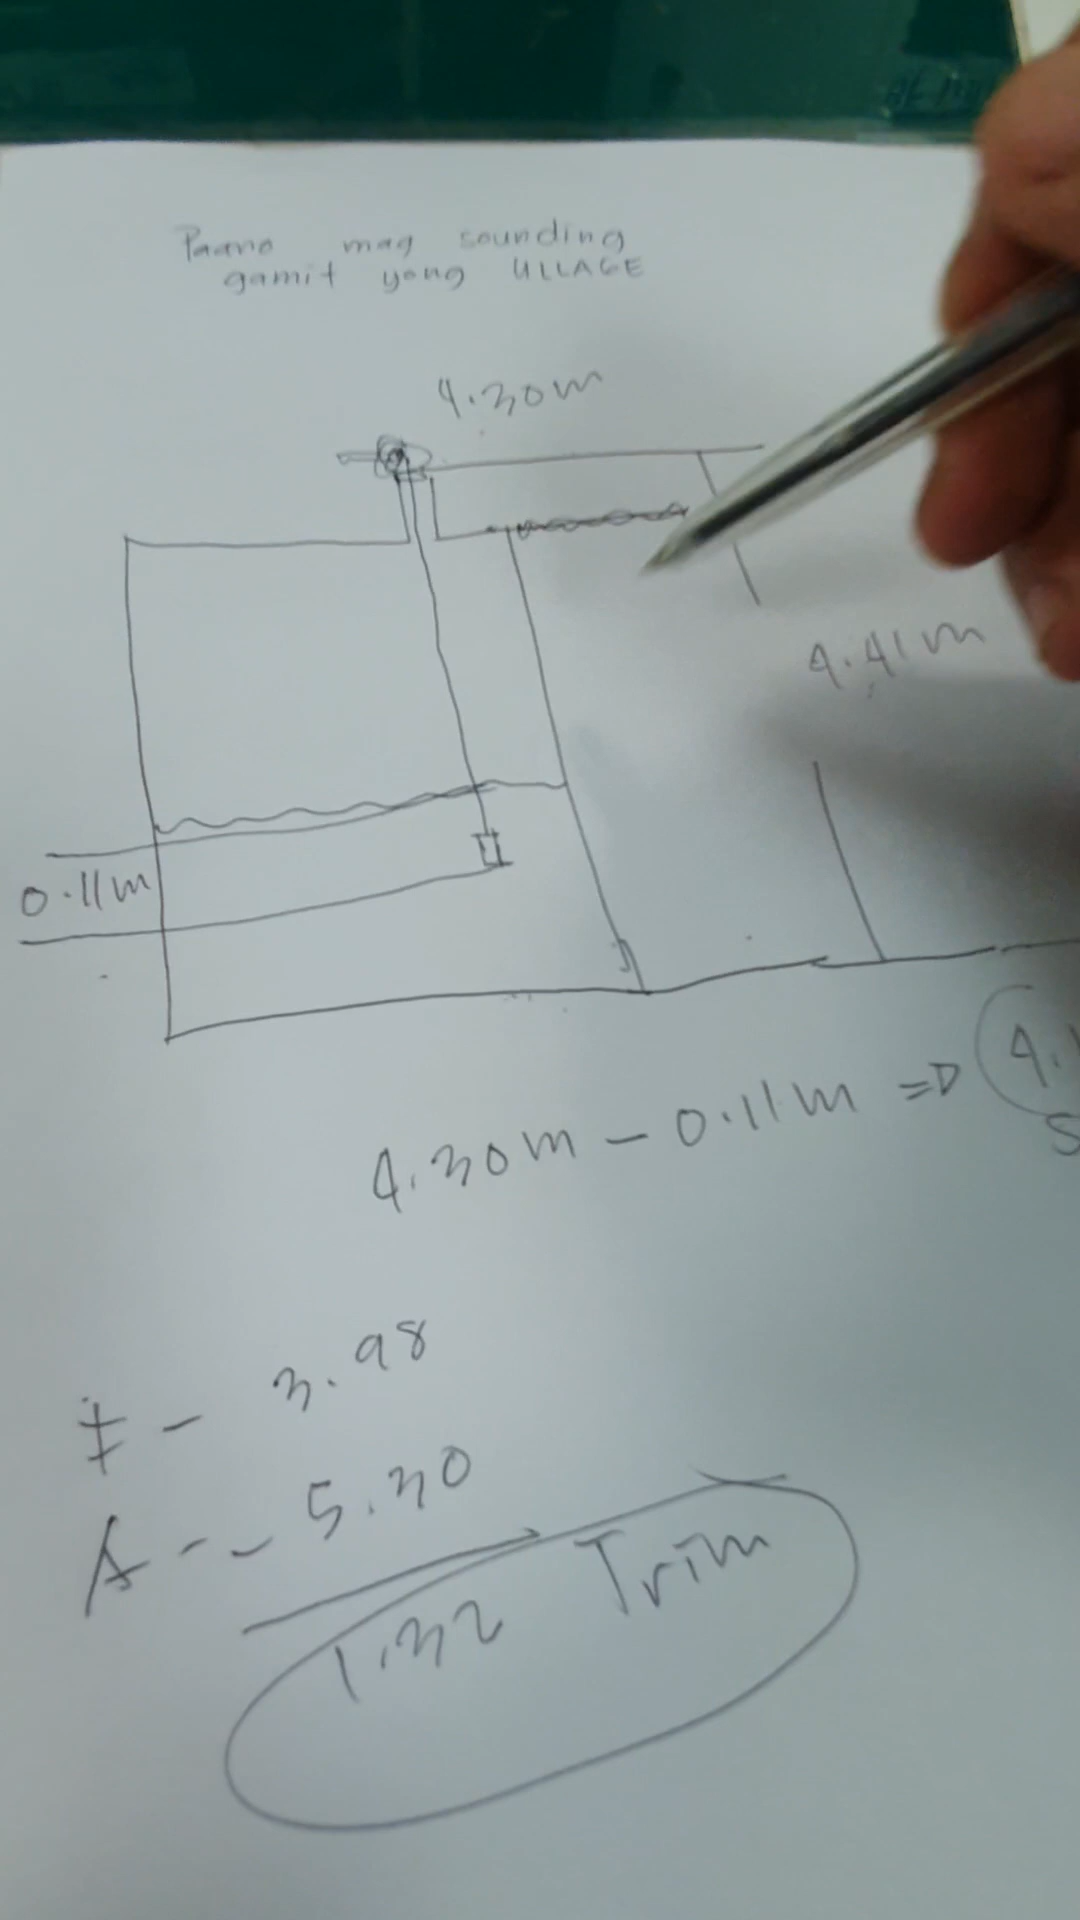 Paano mag sounding
gamit yong ULLAGE
4.30m
4.41m
0.11m
4.30m - 0.11m =>
F - 3.98
A - 5.30
1.32 Trim